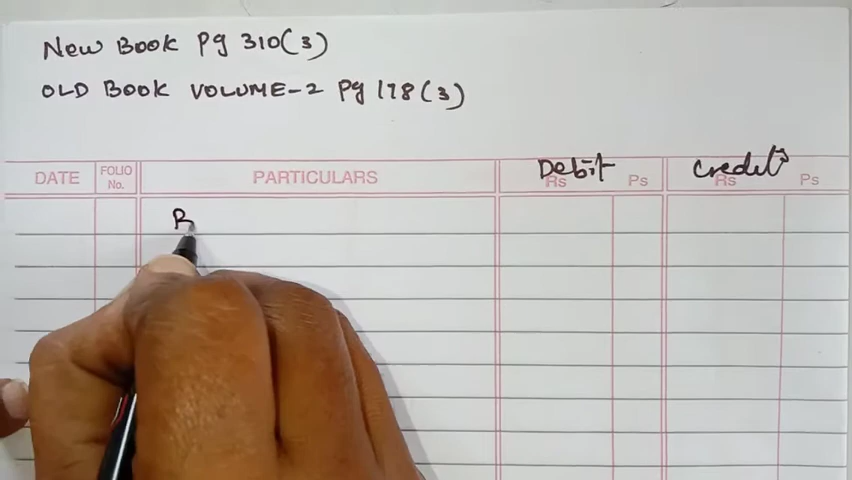 New Book Pg 310(3)
OLD BOOK VOLUME-2 Pg 178(3)
DATE FOLIO No. PARTICULARS Debit Rs Ps Credit Rs Ps